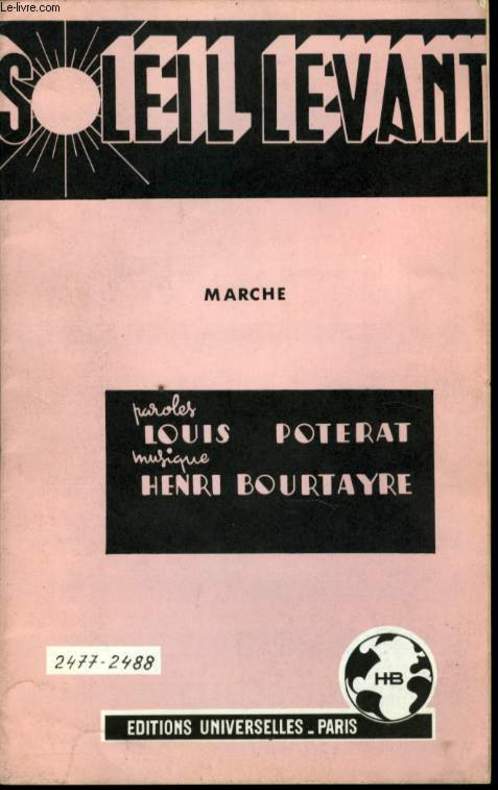 Le-livre.com
SOLEIL LEVANT
MARCHE
paroles
LOUIS POTERAT
musique
HENRI BOURTAYRE
2477-2488
HB
EDITIONS UNIVERSELLES - PARIS